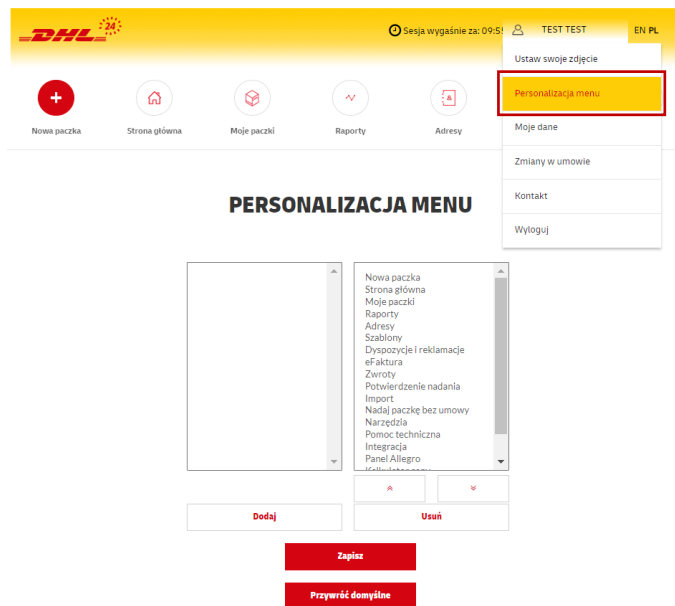 DHL 24
Sesja wygaśnie za: 09:5
TEST TEST
EN PL
Ustaw swoje zdjęcie
Personalizacja menu
Moje dane
Zmiany w umowie
Kontakt
Wyloguj
Nowa paczka
Strona główna
Moje paczki
Raporty
Adresy
PERSONALIZACJA MENU
Nowa paczka
Strona główna
Moje paczki
Raporty
Adresy
Szablony
Dyspozycje i reklamacje
eFaktura
Zwroty
Potwierdzenie nadania
Import
Nadaj paczkę bez umowy
Narzędzia
Pomoc techniczna
Integracja
Panel Allegro
Dodaj
Usuń
Zapisz
Przywróć domyślne